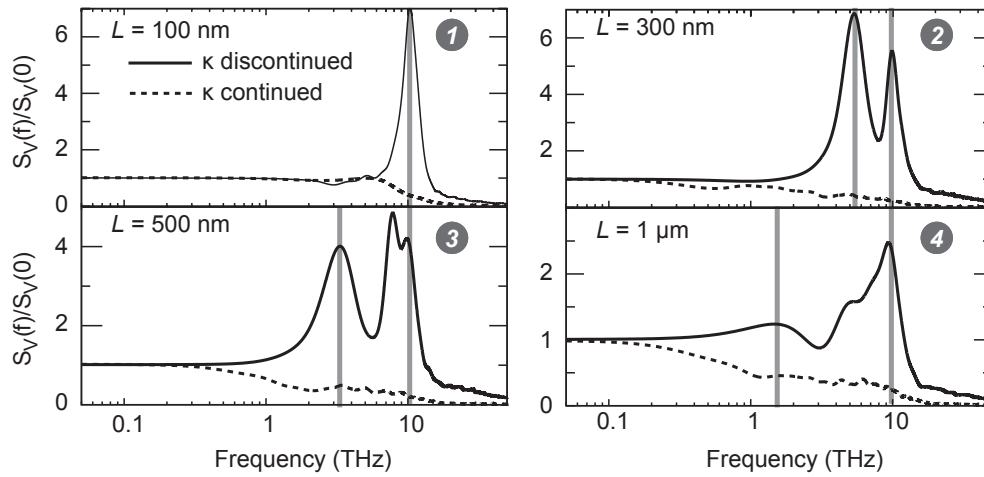 L = 100 nm
1
κ discontinued
κ continued
6
4
2
0
S_V(f)/S_V(0)
L = 300 nm
2
6
4
2
0
L = 500 nm
3
4
2
0
S_V(f)/S_V(0)
0.1
1
10
Frequency (THz)
L = 1 µm
4
2
1
0
0.1
1
10
Frequency (THz)